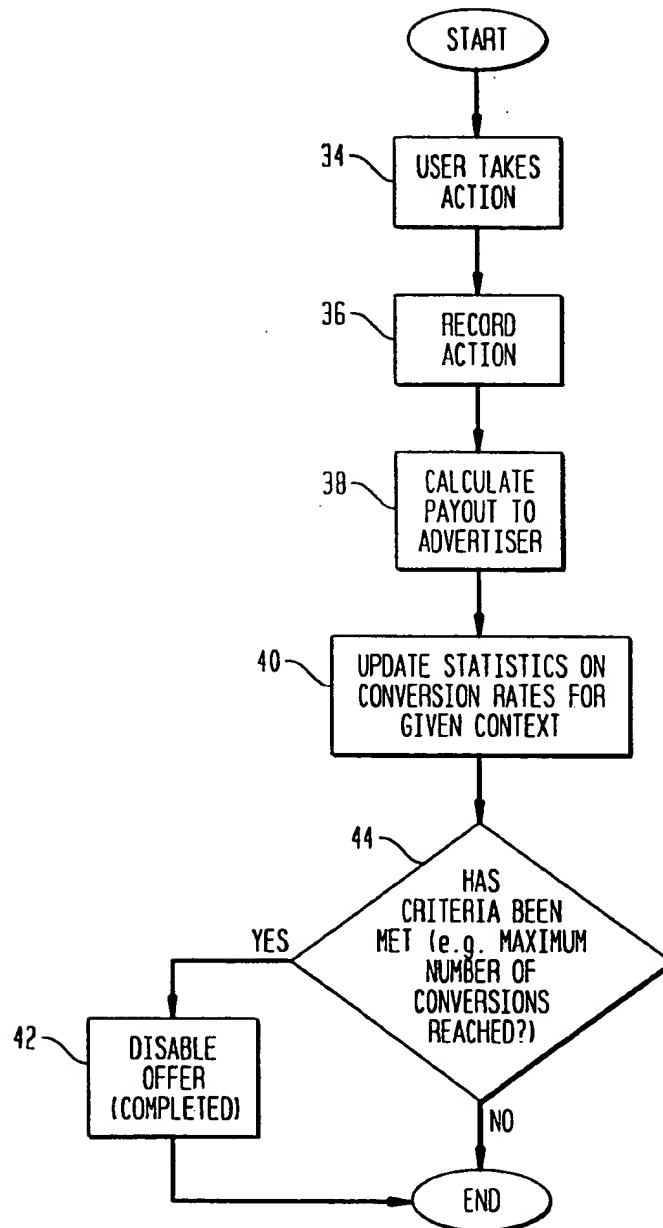 START
34
USER TAKES
ACTION
36
RECORD
ACTION
38
CALCULATE
PAYOUT TO
ADVERTISER
40
UPDATE STATISTICS ON
CONVERSION RATES FOR
GIVEN CONTEXT
44
HAS
CRITERIA BEEN
MET (e.g. MAXIMUM
NUMBER OF
CONVERSIONS
REACHED?)
YES
42
DISABLE
OFFER
(COMPLETED)
NO
END